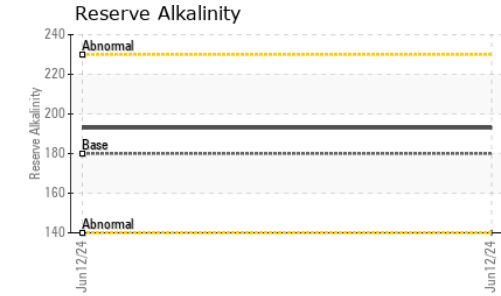 Reserve Alkalinity
240
Abnormal
220
200
Base
180
160
Abnormal
140
Reserve Alkalinity
Jun12/24
Jun12/24